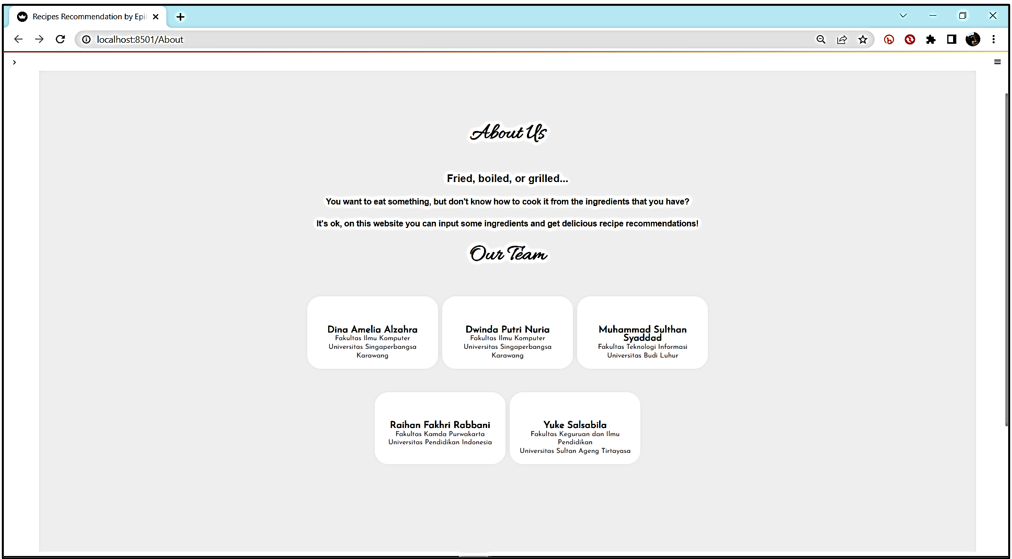 Recipes Recommendation by Epi
localhost:8501/About
About Us
Fried, boiled, or grilled...
You want to eat something, but don't know how to cook it from the ingredients that you have?
It's ok, on this website you can input some ingredients and get delicious recipe recommendations!
Our Team
Dina Amelia Alzahra
Fakultas Ilmu Komputer
Universitas Singaperbangsa
Karawang
Dwinda Putri Nuria
Fakultas Ilmu Komputer
Universitas Singaperbangsa
Karawang
Muhammad Sulthan
Syaddad
Fakultas Teknologi Informasi
Universitas Budi Luhur
Raihan Fakhri Rabbani
Fakultas Kamda Purwakarta
Universitas Pendidikan Indonesia
Yuke Salsabila
Fakultas Keguruan dan Ilmu
Pendidikan
Universitas Sultan Ageng Tirtayasa